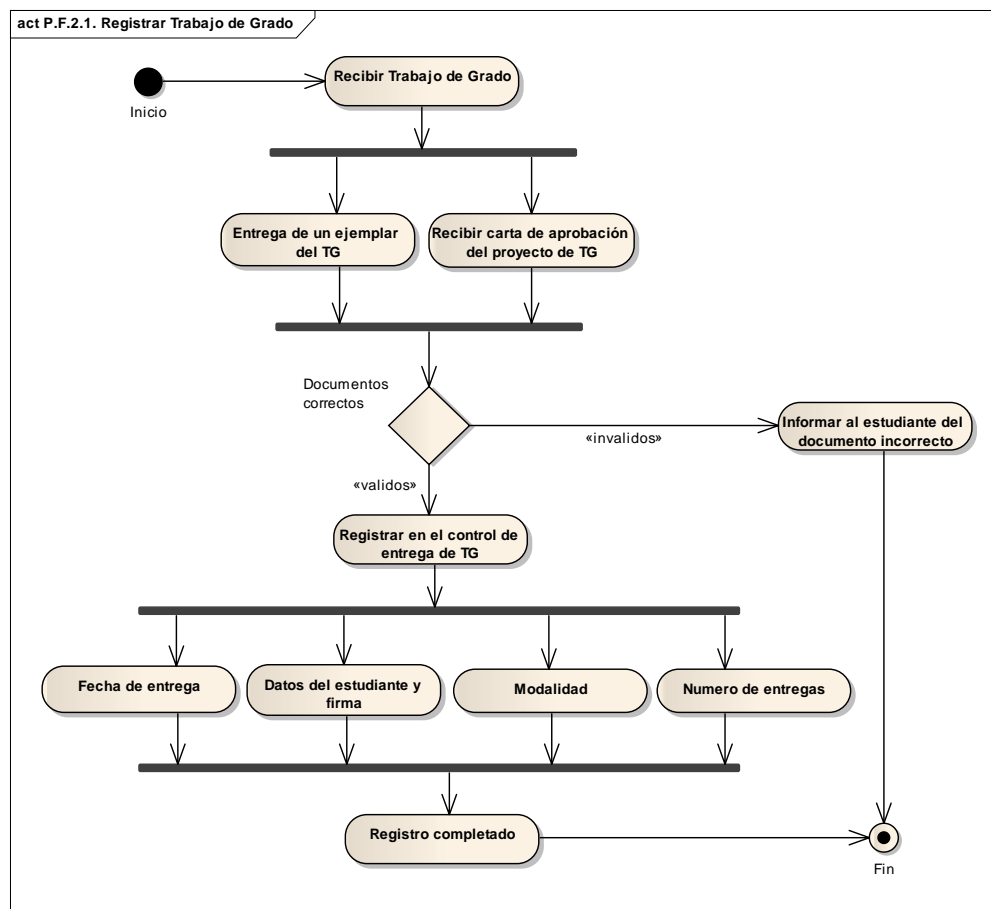 act P.F.2.1. Registrar Trabajo de Grado
Recibir Trabajo de Grado
Inicio
Entrega de un ejemplar
del TG
Recibir carta de aprobación
del proyecto de TG
Documentos
correctos
«invalidos»
Informar al estudiante del
documento incorrecto
«validos»
Registrar en el control de
entrega de TG
Fecha de entrega
Datos del estudiante y
firma
Modalidad
Numero de entregas
Registro completado
Fin